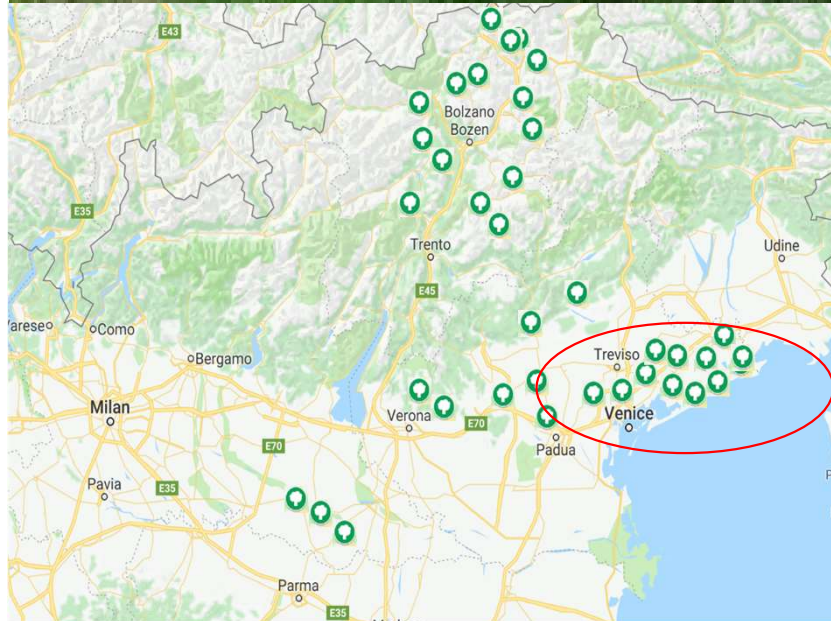 E43
Bolzano
Bozen
E35
Trento
Udine
E45
Varese
Como
Bergamo
Treviso
Milan
Verona
Venice
E70
Padua
E70
Pavia
E35
Parma